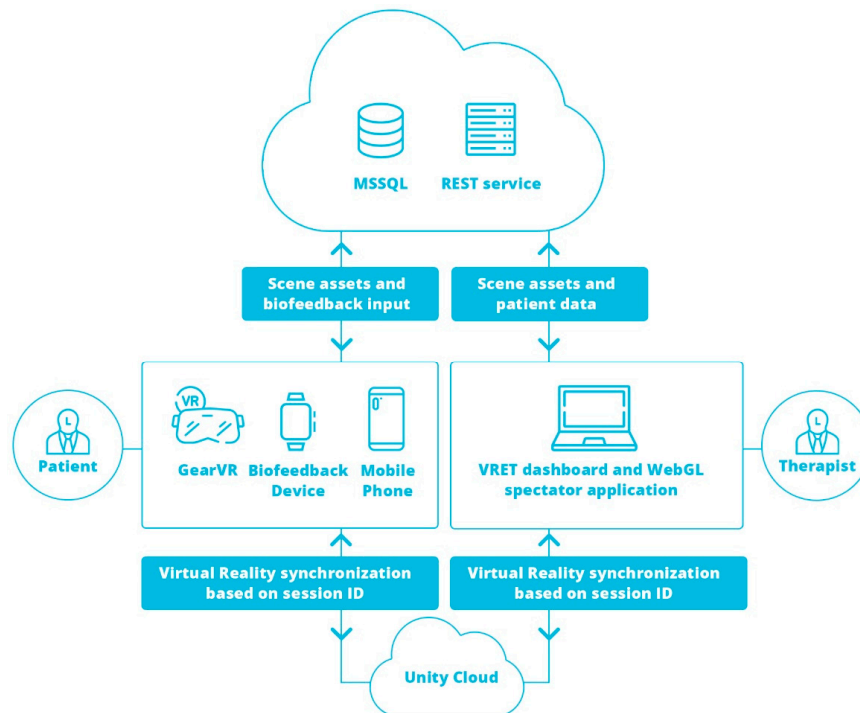 MSSQL
REST service
Scene assets and
biofeedback input
Scene assets and
patient data
VR
Patient
GearVR
Biofeedback
Device
Mobile
Phone
VRET dashboard and WebGL
spectator application
Therapist
Virtual Reality synchronization
based on session ID
Virtual Reality synchronization
based on session ID
Unity Cloud